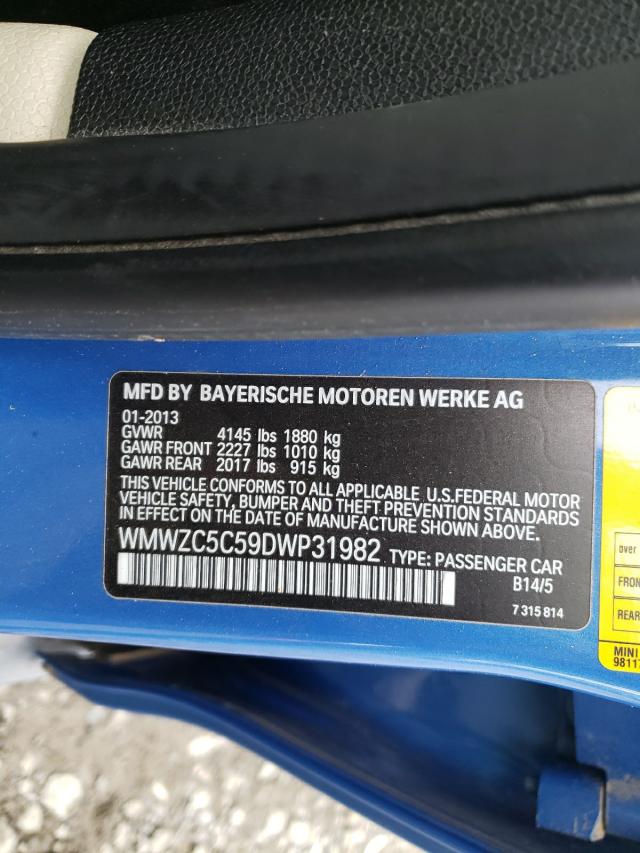 MFD BY BAYERISCHE MOTOREN WERKE AG
01-2013
GVWR 4145 lbs 1880 kg
GAWR FRONT 2227 lbs 1010 kg
GAWR REAR 2017 lbs 915 kg
THIS VEHICLE CONFORMS TO ALL APPLICABLE U.S.FEDERAL MOTOR
VEHICLE SAFETY, BUMPER AND THEFT PREVENTION STANDARDS
IN EFFECT ON THE DATE OF MANUFACTURE SHOWN ABOVE.
WMWZC5C59DWP31982 TYPE: PASSENGER CAR
B14/5
7 315 814
over
FRON
REAR
MINI
9811